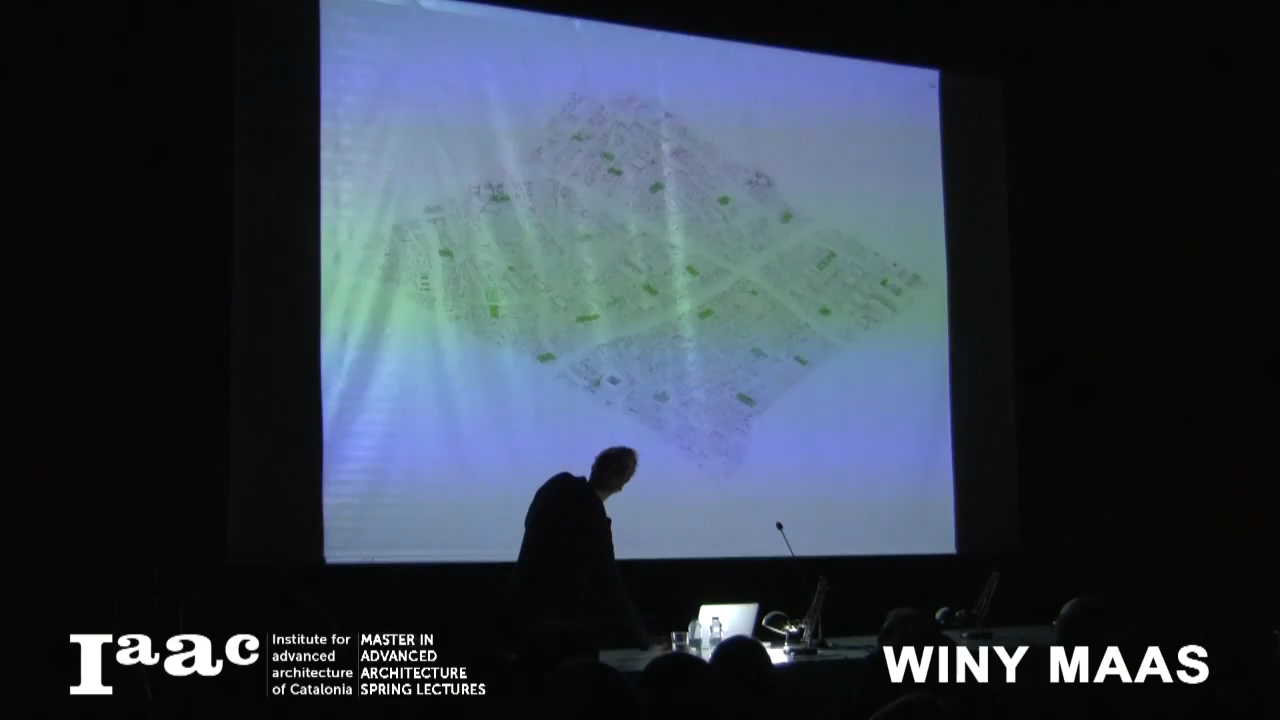 Iaac
Institute for
advanced
architecture
of Catalonia
MASTER IN
ADVANCED
ARCHITECTURE
SPRING LECTURES
WINY MAAS